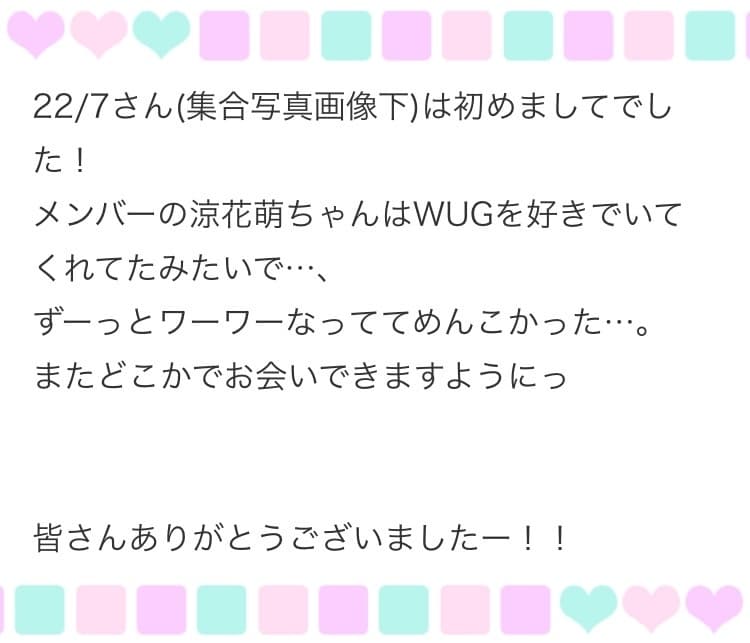 22/7さん(集合写真画像下)は初めましてでし
た！
メンバーの涼花萌ちゃんはWUGを好きでいて
くれてたみたいで…、
ずーっとワーワーなっててめんこかった…。
またどこかでお会いできますようにっ
皆さんありがとうございましたー！！